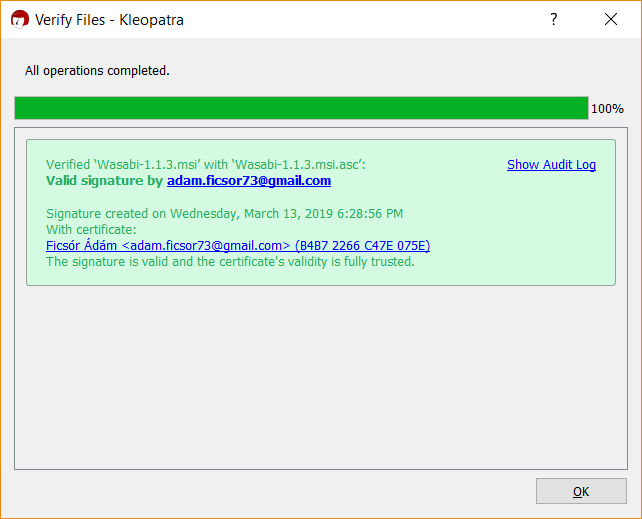 Verify Files - Kleopatra
All operations completed.
100%
Verified ‘Wasabi-1.1.3.msi’ with ‘Wasabi-1.1.3.msi.asc’:
Show Audit Log
Valid signature by adam.ficsor73@gmail.com
Signature created on Wednesday, March 13, 2019 6:28:56 PM
With certificate:
Ficsór Ádám <adam.ficsor73@gmail.com> (B4B7 2266 C47E 075E)
The signature is valid and the certificate's validity is fully trusted.
OK